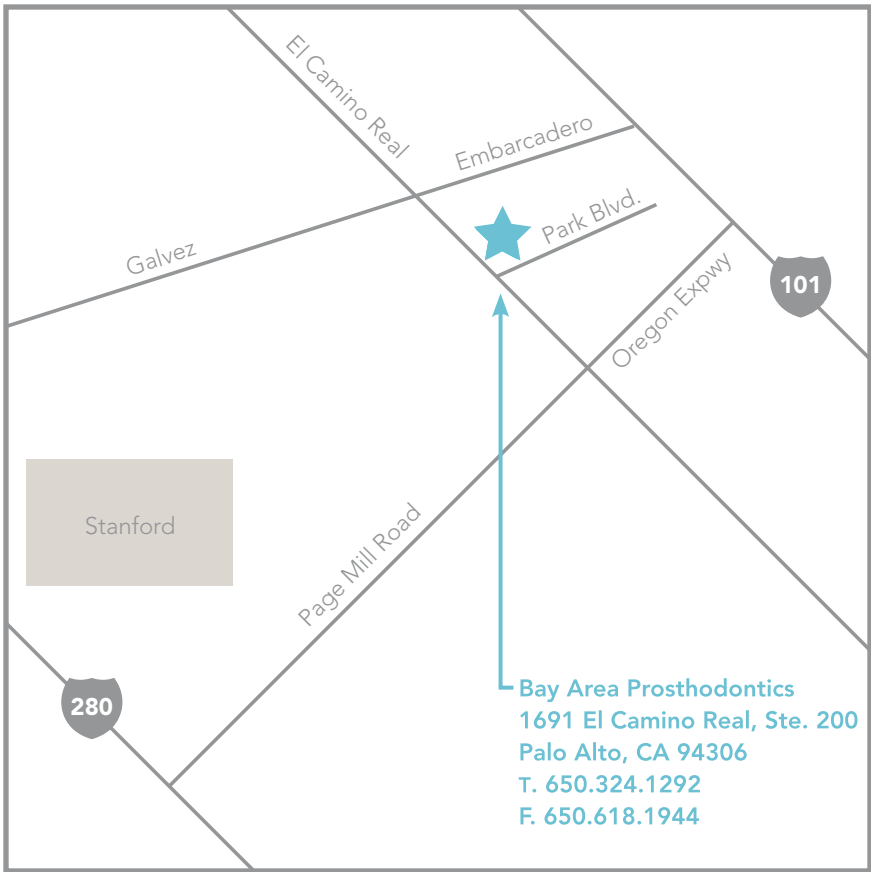 El Camino Real
Embarcadero
Park Blvd.
Galvez
Oregon Expwy
101
Stanford
Page Mill Road
280
Bay Area Prosthodontics
1691 El Camino Real, Ste. 200
Palo Alto, CA 94306
T. 650.324.1292
F. 650.618.1944